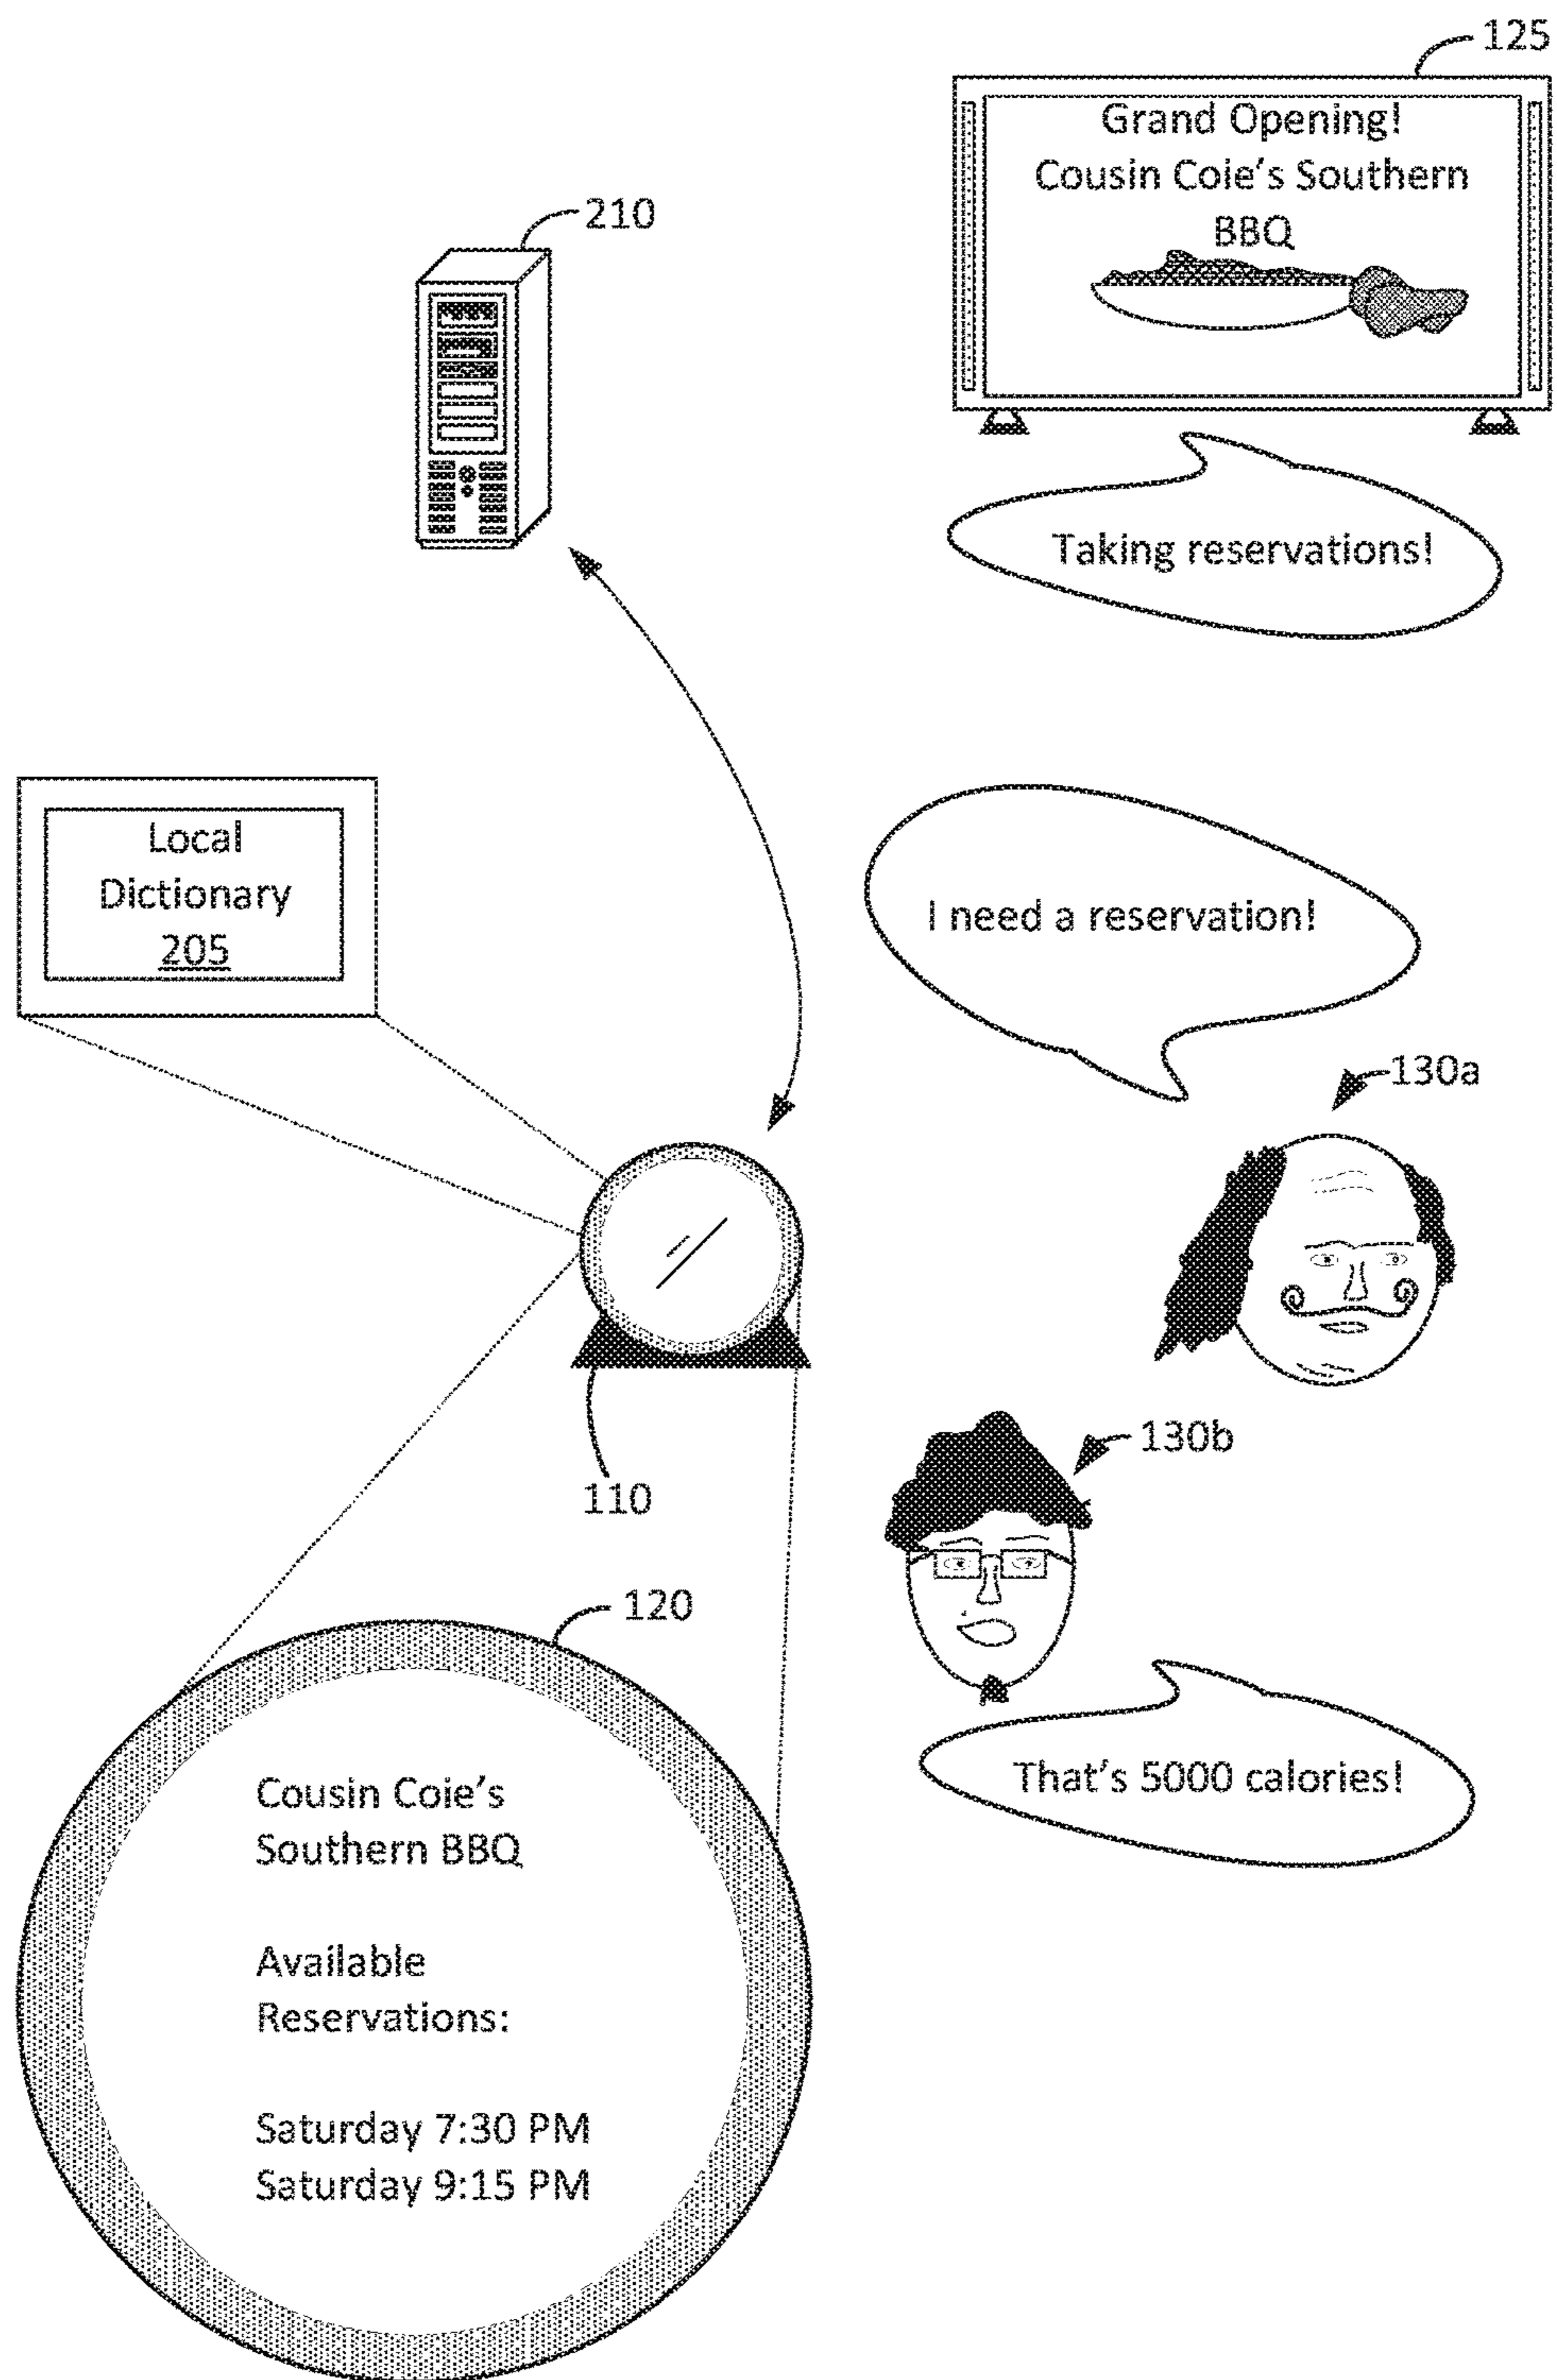 125
Grand Opening!
Cousin Coie's Southern
BBQ
210
Taking reservations!
Local
Dictionary
205
I need a reservation!
130a
130b
110
120
That's 5000 calories!
Cousin Coie's
Southern BBQ
Available
Reservations:
Saturday 7:30 PM
Saturday 9:15 PM